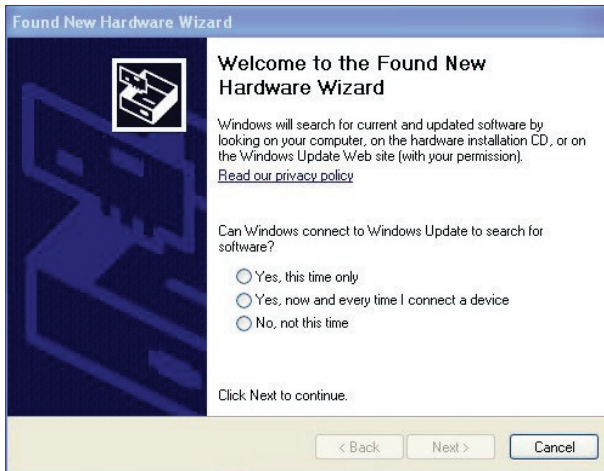 Found New Hardware Wizard
Welcome to the Found New
Hardware Wizard
Windows will search for current and updated software by
looking on your computer, on the hardware installation CD, or on
the Windows Update Web site (with your permission).
Read our privacy policy
Can Windows connect to Windows Update to search for
software?
Yes, this time only
Yes, now and every time I connect a device
No, not this time
Click Next to continue.
< Back
Next >
Cancel